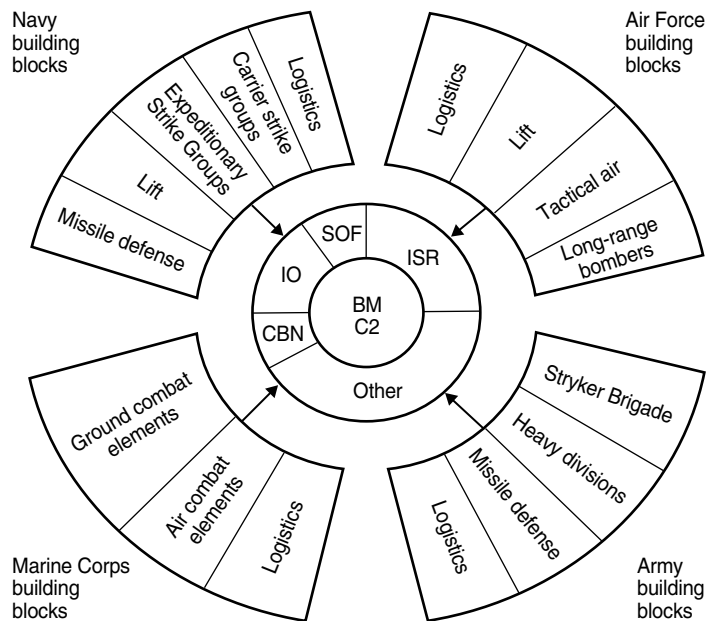 Navy
building
blocks
Missile defense
Lift
Expeditionary
Strike Groups
Carrier strike
groups
Logistics
Air Force
building
blocks
Logistics
Lift
Tactical air
Long-range
bombers
SOF
ISR
IO
BM
C2
CBN
Other
Marine Corps
building
blocks
Ground combat
elements
Air combat
elements
Logistics
Army
building
blocks
Stryker Brigade
Heavy divisions
Missile defense
Logistics